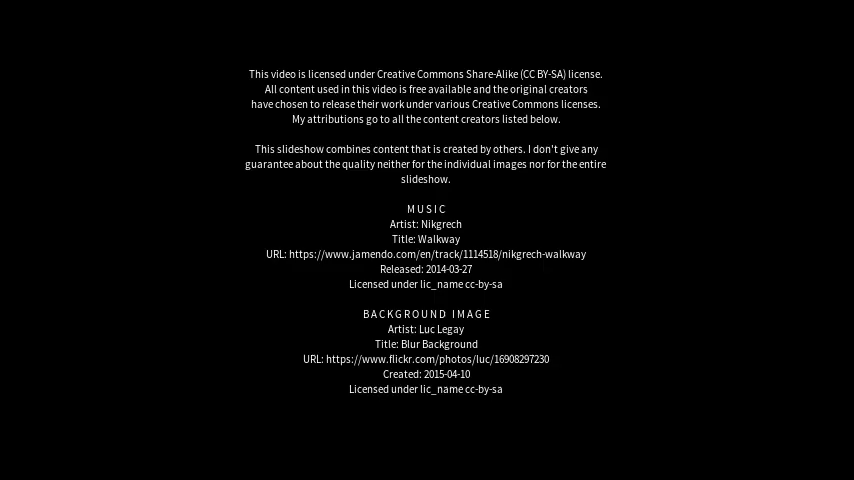 This video is licensed under Creative Commons Share-Alike (CC BY-SA) license.
All content used in this video is free available and the original creators
have chosen to release their work under various Creative Commons licenses.
My attributions go to all the content creators listed below.
This slideshow combines content that is created by others. I don't give any
guarantee about the quality neither for the individual images nor for the entire
slideshow.
MUSIC
Artist: Nikgrech
Title: Walkway
URL: https://www.jamendo.com/en/track/1114518/nikgrech-walkway
Released: 2014-03-27
Licensed under lic_name cc-by-sa
BACKGROUND IMAGE
Artist: Luc Legay
Title: Blur Background
URL: https://www.flickr.com/photos/luc/16908297230
Created: 2015-04-10
Licensed under lic_name cc-by-sa